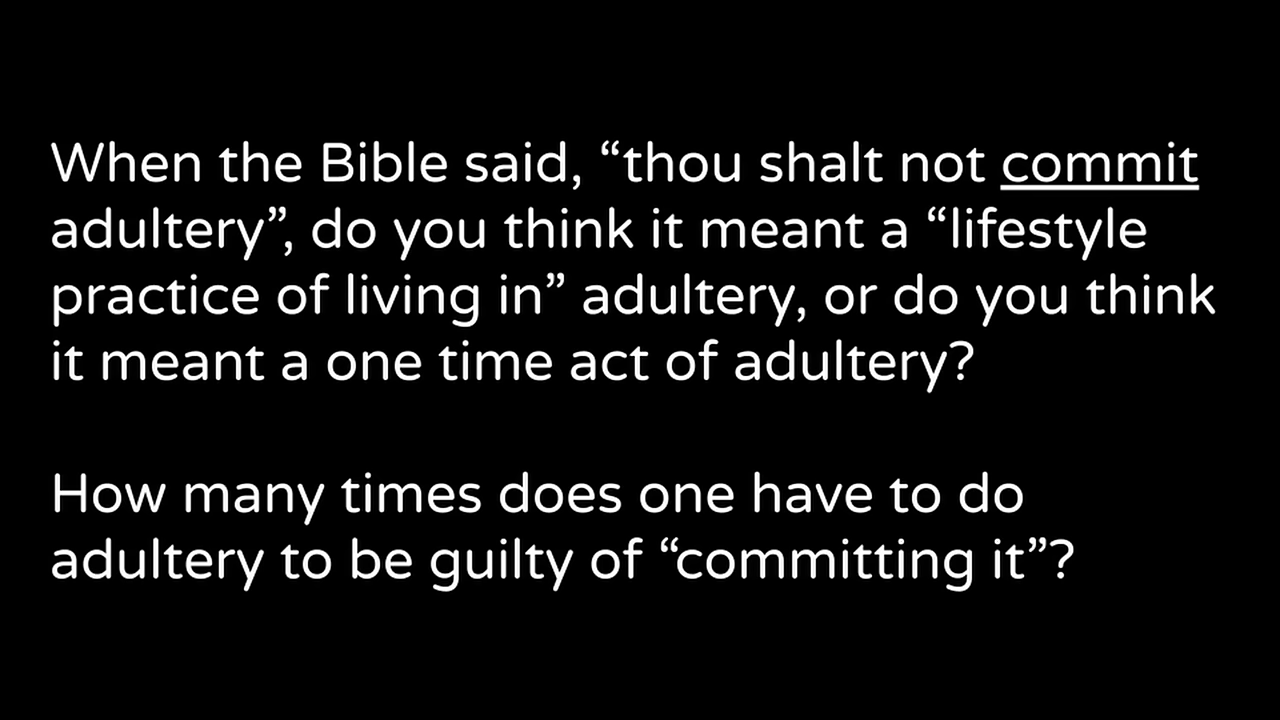 When the Bible said, “thou shalt not commit
adultery”, do you think it meant a “lifestyle
practice of living in” adultery, or do you think
it meant a one time act of adultery?
How many times does one have to do
adultery to be guilty of “committing it”?